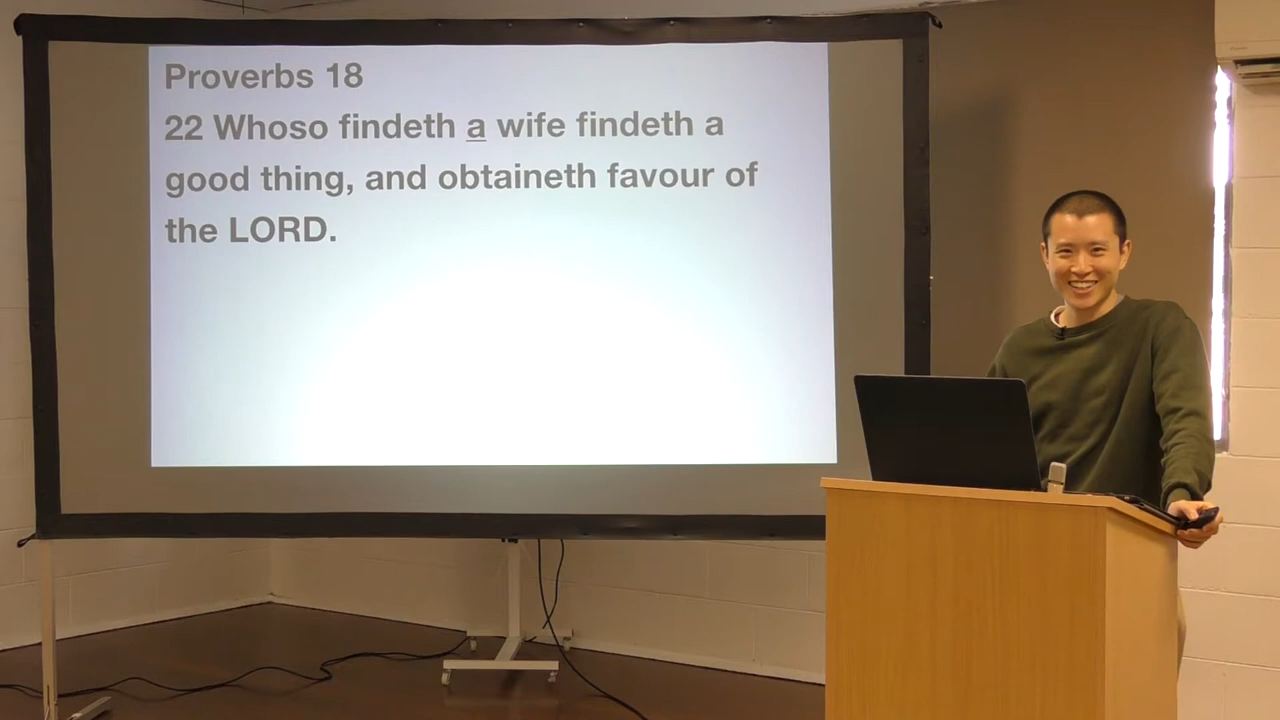 Proverbs 18
22 Whoso findeth a wife findeth a
good thing, and obtaineth favour of
the LORD.